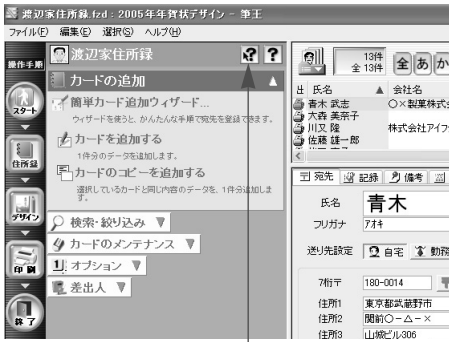 渡辺家住所録.fzd : 2005年年賀状デザイン - 筆王
ファイル(F) 編集(E) 選択(S) ヘルプ(H)
操作手順
スタート
住所録
デザイン
印刷
終了
渡辺家住所録
カードの追加
簡単カード追加ウィザード...
ウィザードを使うと、かんたんな手順で宛先を登録できます。
カードを追加する
1件分のデータを追加します。
カードのコピーを追加する
選択しているカードと同じ内容のデータを、1件分追加します。
検索・絞り込み ▼
カードのメンテナンス ▼
オプション ▼
差出人 ▼
13件
全 13件
全 あ か
氏名 ▲ 会社名
青木 武志 ○×製菓株式
大森 美奈子
川又 隆 株式会社アイフ
佐藤 雄一郎
宛先 記録 備考
氏名 青木
フリガナ アオキ
送り先設定 自宅 勤務
7桁〒 180-0014
住所1 東京都武蔵野市
住所2 関前○-△-×
住所3 山城ビル306